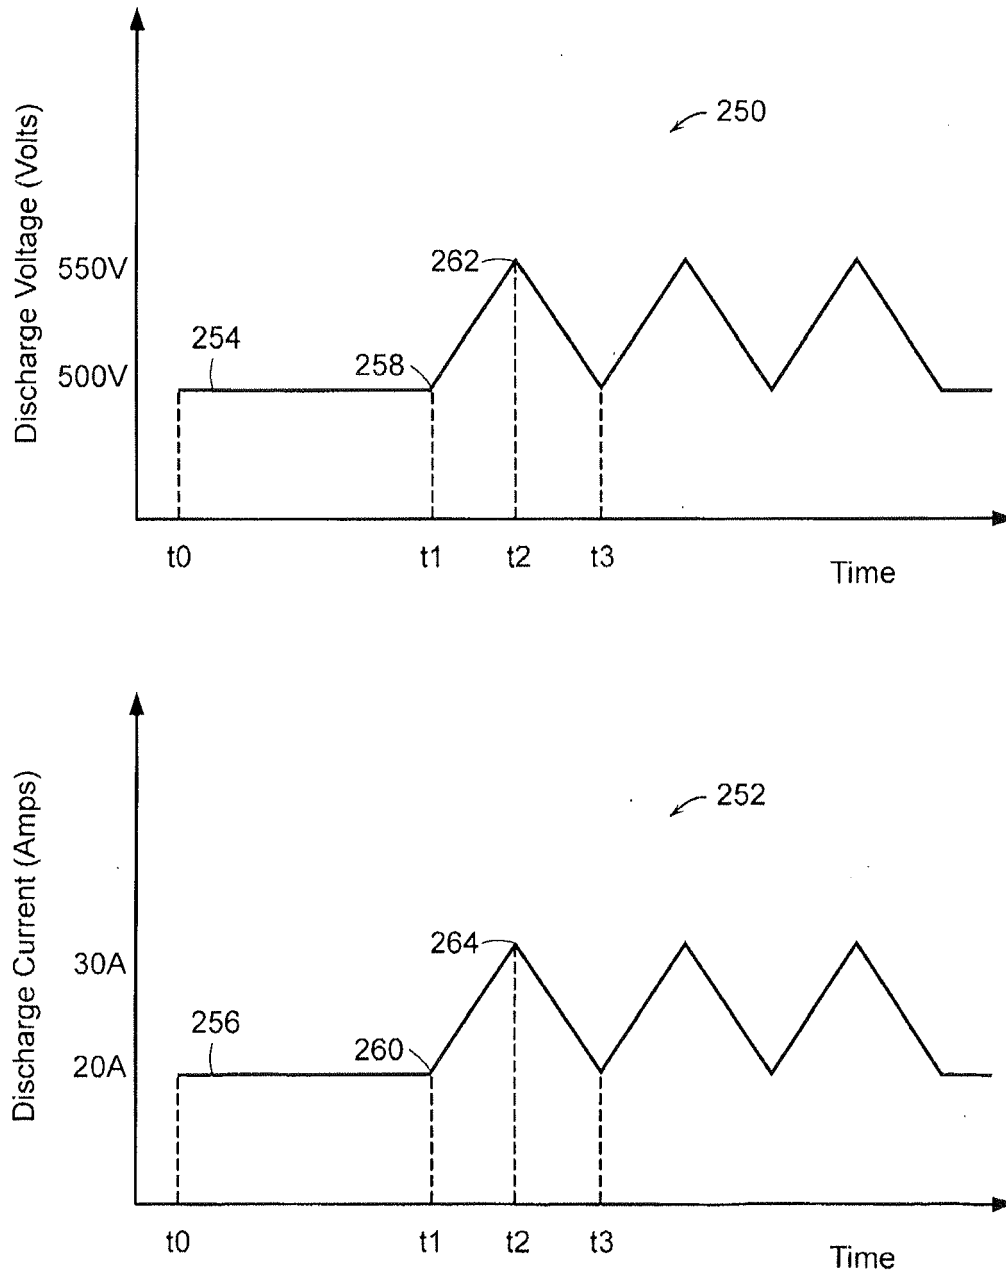 250
Discharge Voltage (Volts)
550V
262
254
258
500V
t0
t1
t2
t3
Time
252
Discharge Current (Amps)
264
30A
256
260
20A
t0
t1
t2
t3
Time